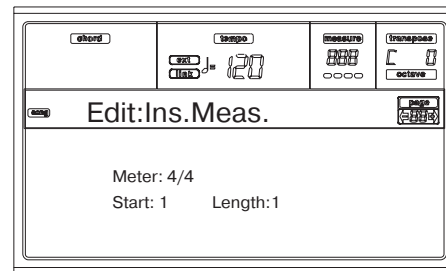 chord tempo measure transpose
ext link ♩= 120 888 C 0
octave
song Edit:Ins.Meas. page
Meter: 4/4
Start: 1 Length:1